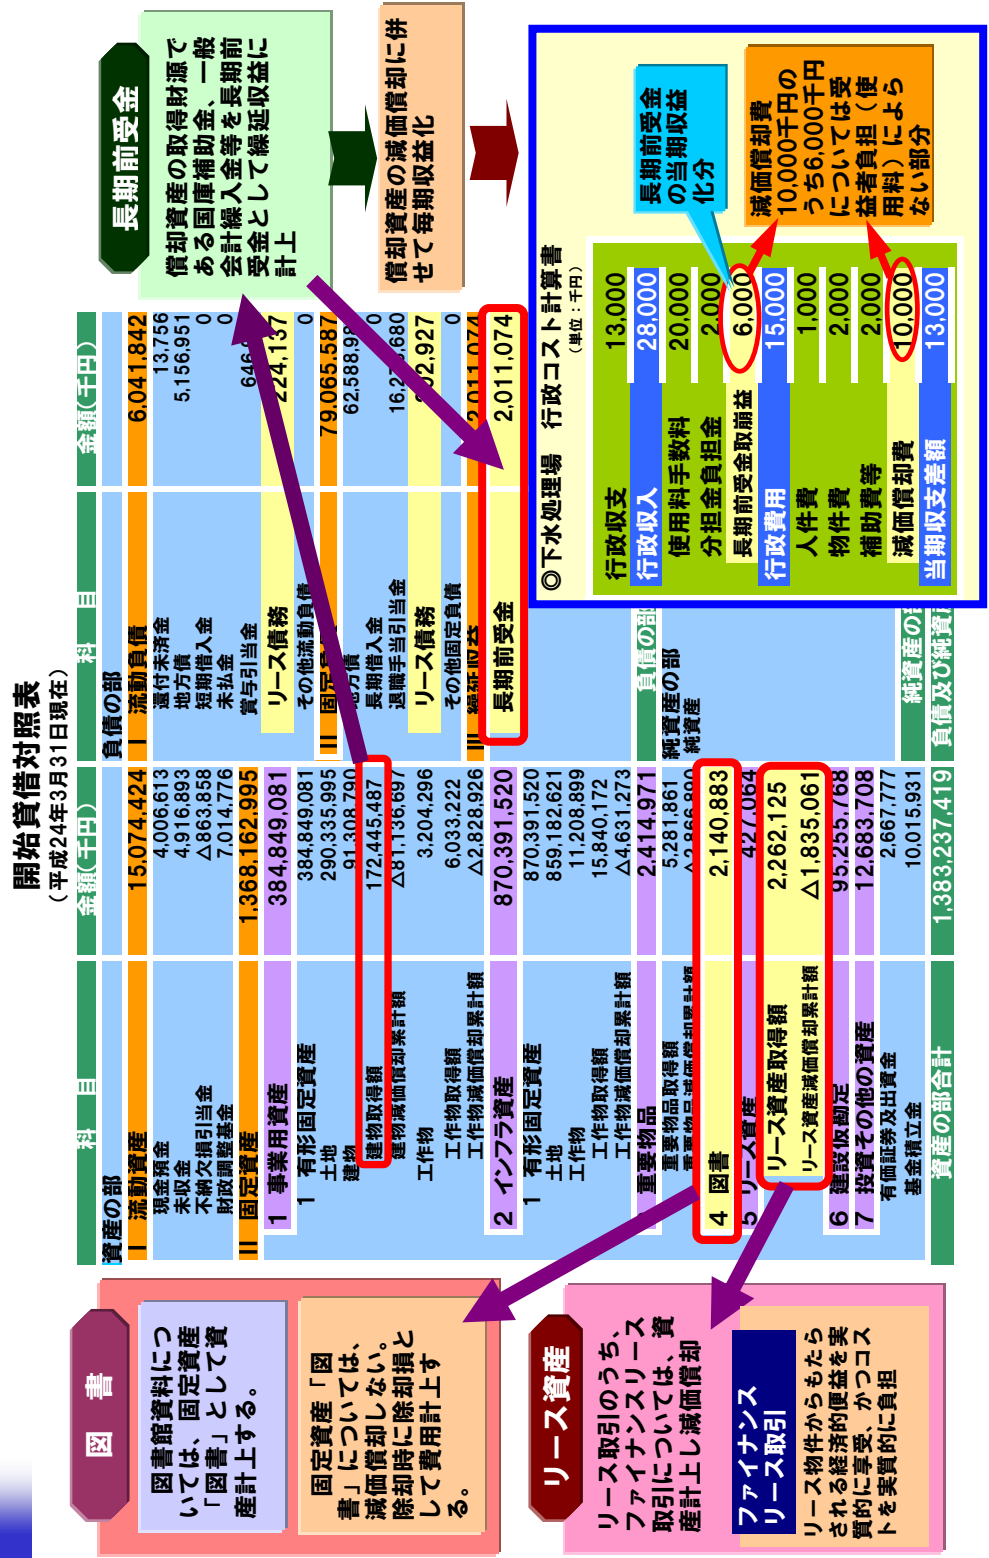 開始貸借対照表
（平成24年3月31日現在）
図　書
図書館資料につ
いては、固定資産
「図書」として資
産計上する。
固定資産「図
書」については、
減価償却しない。
除却時に除却損と
して費用計上す
る。
リース資産
リース取引のうち、
ファイナンスリース
取引については、資
産計上し減価償却
ファイナンス
リース取引
リース物件からもたら
される経済的便益を実
質的に享受、かつコス
トを実質的に負担
科　目　金額(千円)
資産の部
Ⅰ 流動資産 15,074,424
現金預金 4,006,613
未収金 4,916,893
不納欠損引当金 △863,858
財政調整基金 7,014,776
Ⅱ 固定資産 1,368,162,995
1 事業用資産 384,849,081
1 有形固定資産 384,849,081
土地 290,335,995
建物 91,308,790
建物取得額 172,445,487
建物減価償却累計額 △81,136,697
工作物 3,204,296
工作物取得額 6,033,222
工作物減価償却累計額 △2,828,926
2 インフラ資産 870,391,520
1 有形固定資産 870,391,520
土地 859,182,621
工作物 11,208,899
工作物取得額 15,840,172
工作物減価償却累計額 △4,631,273
重要物品 2,414,971
重要物品取得額 5,281,861
重要物品減価償却累計額 △2,866,890
4 図書 2,140,883
5 リース資産 427,064
リース資産取得額 2,262,125
リース資産減価償却累計額 △1,835,061
6 建設仮勘定 95,255,768
7 投資その他の資産 12,683,708
有価証券及出資金 2,667,777
基金積立金 10,015,931
資産の部合計 1,383,237,419
科　目　金額(千円)
負債の部
Ⅰ 流動負債 6,041,842
還付未済金 13,756
地方債 5,156,951
短期借入金 0
未払金 0
賞与引当金
リース債務 224,137
その他流動負債 0
Ⅱ 固定 79,065,587
地方債
長期借入金 0
退職手当引当金
リース債務
その他固定負債 0
Ⅲ 繰延収益 2,011,074
長期前受金 2,011,074
負債の部
純資産の部
純資産
純資産の部
負債及び純資産
長期前受金
償却資産の取得財源で
ある国庫補助金、一般
会計繰入金等を長期前
受金として繰延収益に
計上
償却資産の減価償却に併
せて毎期収益化
◎下水処理場　行政コスト計算書
（単位：千円）
行政収支 13,000
行政収入 28,000
使用料手数料 20,000
分担金負担金 2,000
長期前受金取崩益 6,000
行政費用 15,000
人件費 1,000
物件費 2,000
補助費等 2,000
減価償却費 10,000
当期収支差額 13,000
長期前受金
の当期収益
化分
減価償却費
10,000千円の
うち6,000千円
については受
益者負担（使
用料）によら
ない部分